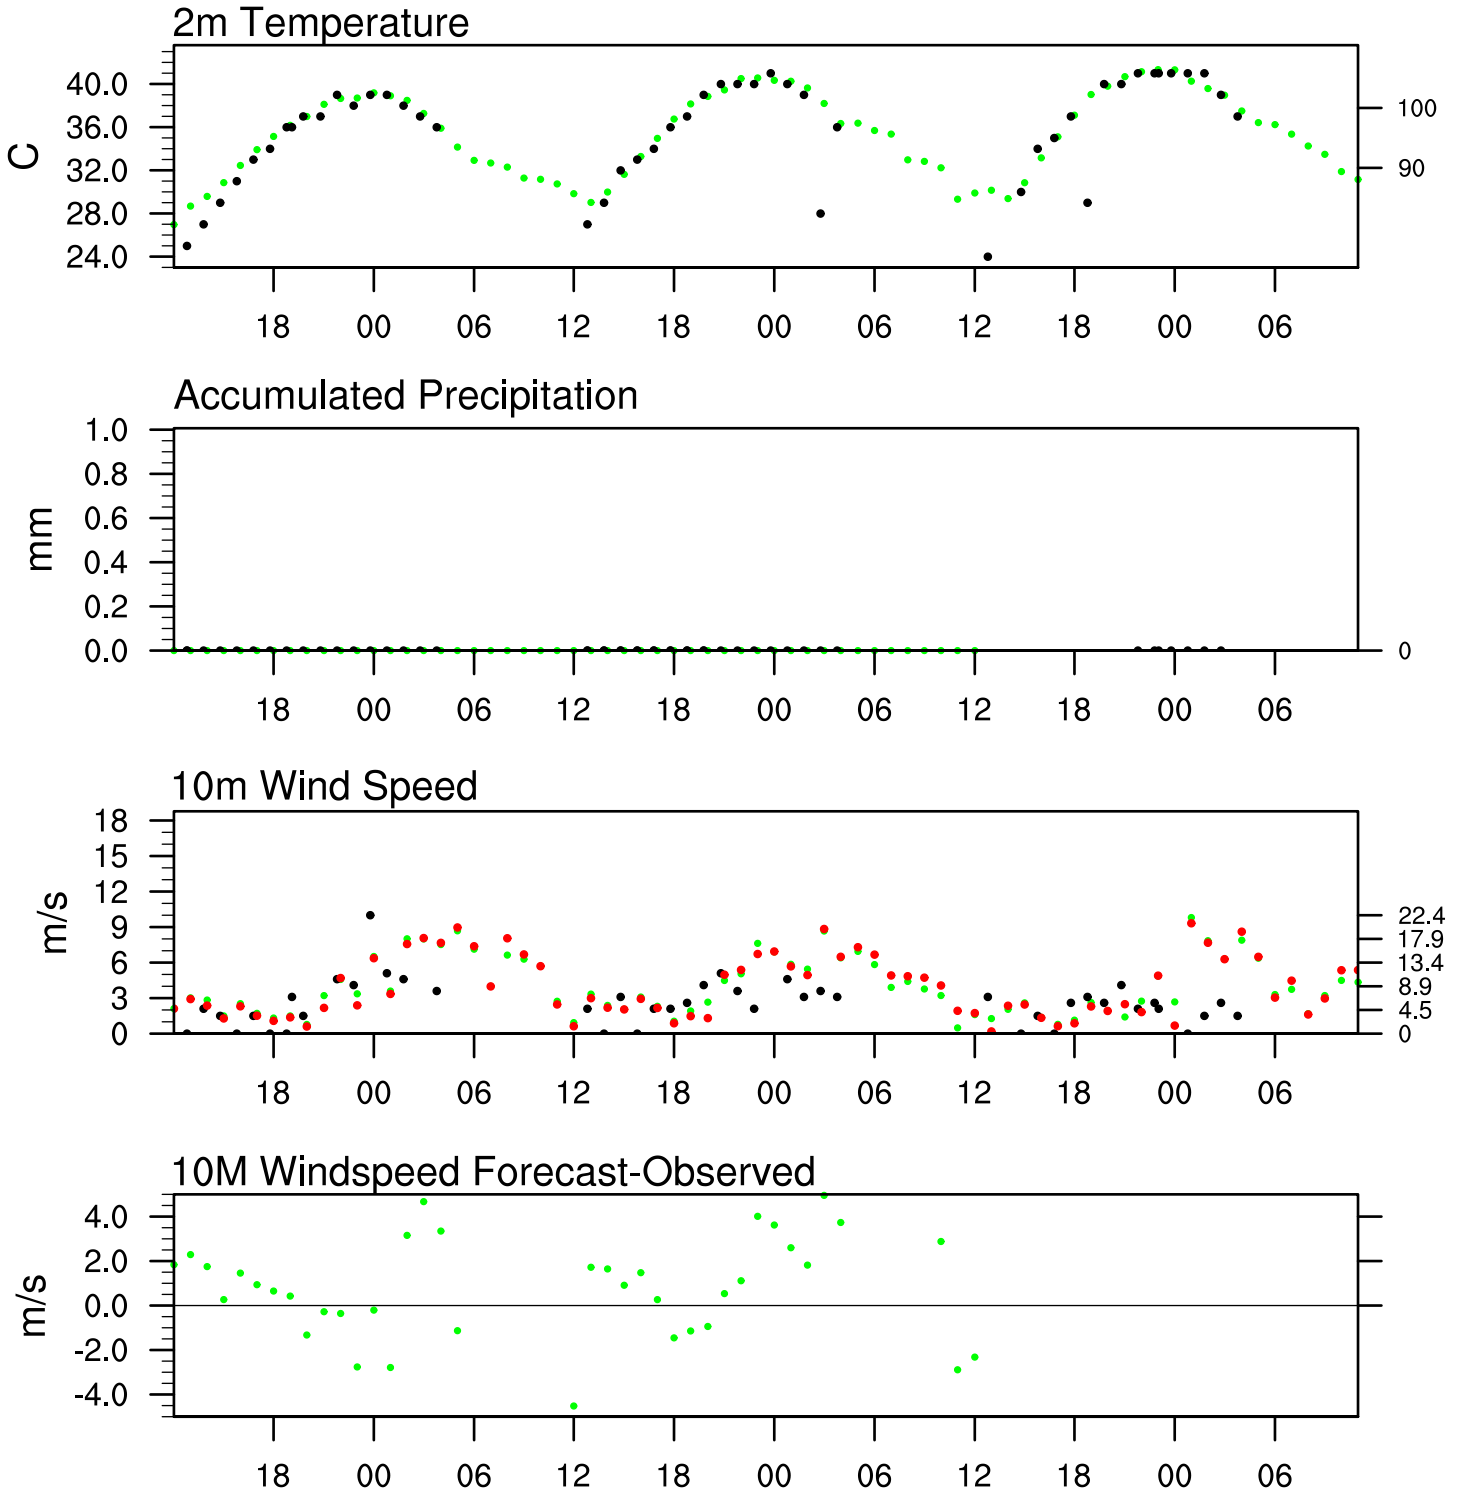 2m Temperature
C
40.0
36.0
32.0
28.0
24.0
100
90
18 00 06 12 18 00 06 12 18 00 06
Accumulated Precipitation
mm
1.0
0.8
0.6
0.4
0.2
0.0
0
18 00 06 12 18 00 06 12 18 00 06
10m Wind Speed
m/s
18
15
12
9
6
3
0
22.4
17.9
13.4
8.9
4.5
0
18 00 06 12 18 00 06 12 18 00 06
10M Windspeed Forecast-Observed
m/s
4.0
2.0
0.0
-2.0
-4.0
18 00 06 12 18 00 06 12 18 00 06